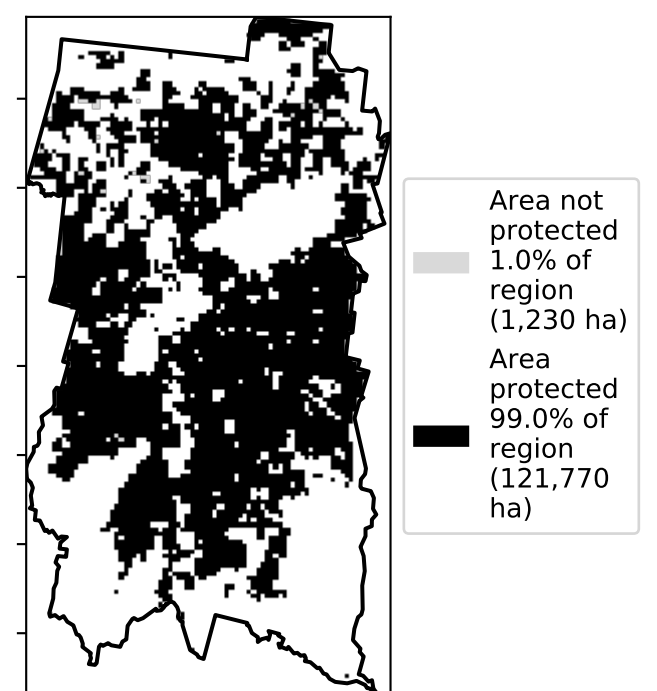 Area not
protected
1.0% of
region
(1,230 ha)
Area
protected
99.0% of
region
(121,770
ha)